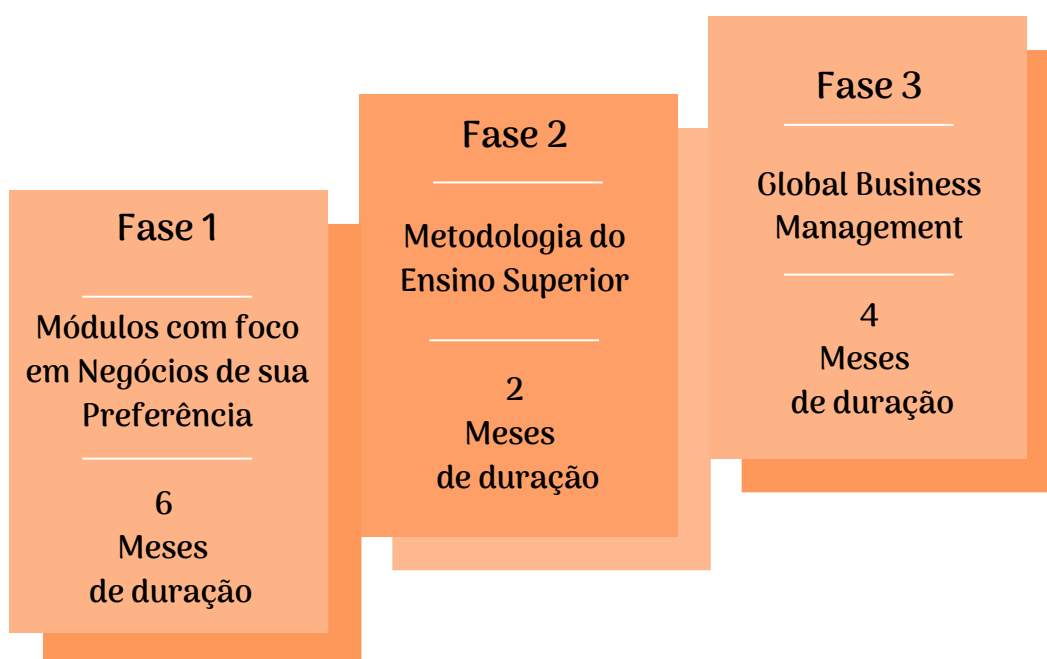 Fase 1
Módulos com foco
em Negócios de sua
Preferência
6
Meses
de duração
Fase 2
Metodologia do
Ensino Superior
2
Meses
de duração
Fase 3
Global Business
Management
4
Meses
de duração